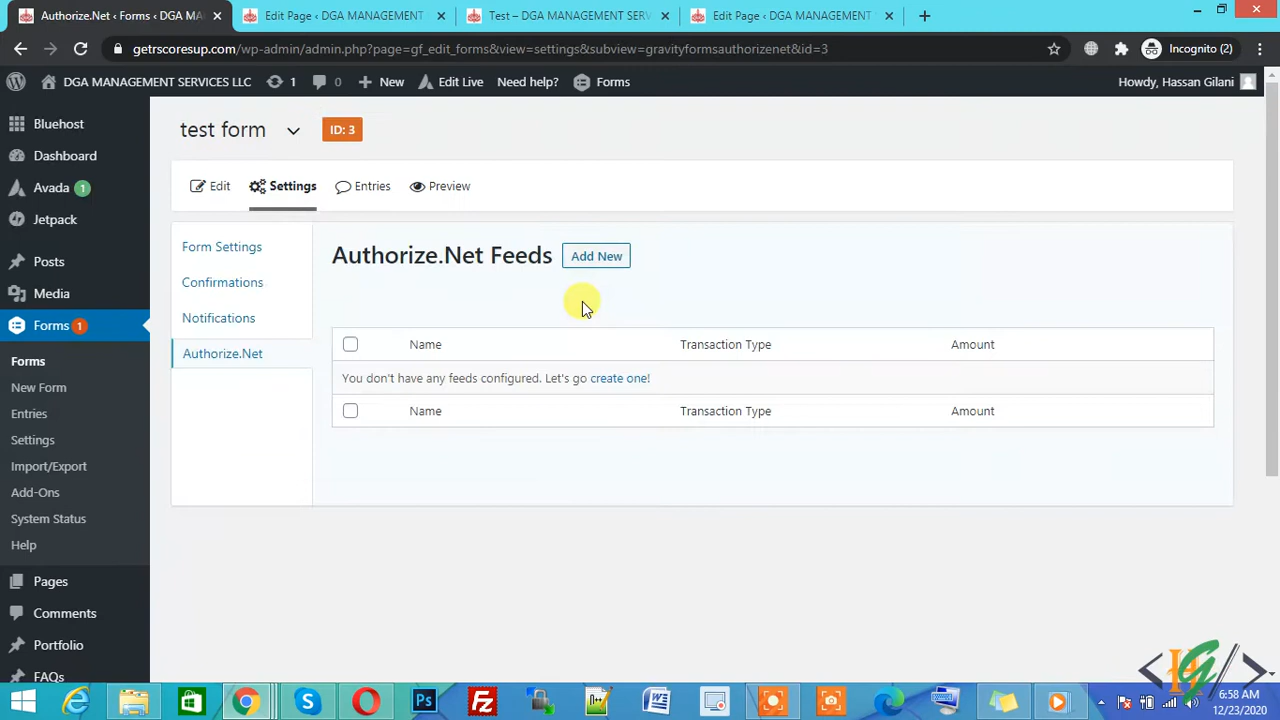 Authorize.Net ‹ Forms ‹ DGA MA
Edit Page ‹ DGA MANAGEMENT
Test – DGA MANAGEMENT SERV
Edit Page ‹ DGA MANAGEMENT
getrscoresup.com/wp-admin/admin.php?page=gf_edit_forms&view=settings&subview=gravityformsauthorizenet&id=3
Incognito (2)
DGA MANAGEMENT SERVICES LLC
1
0
New
Edit Live
Need help?
Forms
Howdy, Hassan Gilani
Bluehost
Dashboard
Avada 1
Jetpack
Posts
Media
Forms 1
Forms
New Form
Entries
Settings
Import/Export
Add-Ons
System Status
Help
Pages
Comments
Portfolio
FAQs
test form
ID: 3
Edit
Settings
Entries
Preview
Form Settings
Confirmations
Notifications
Authorize.Net
Authorize.Net Feeds
Add New
Name Transaction Type Amount
You don't have any feeds configured. Let's go create one!
Name Transaction Type Amount
6:58 AM
12/23/2020